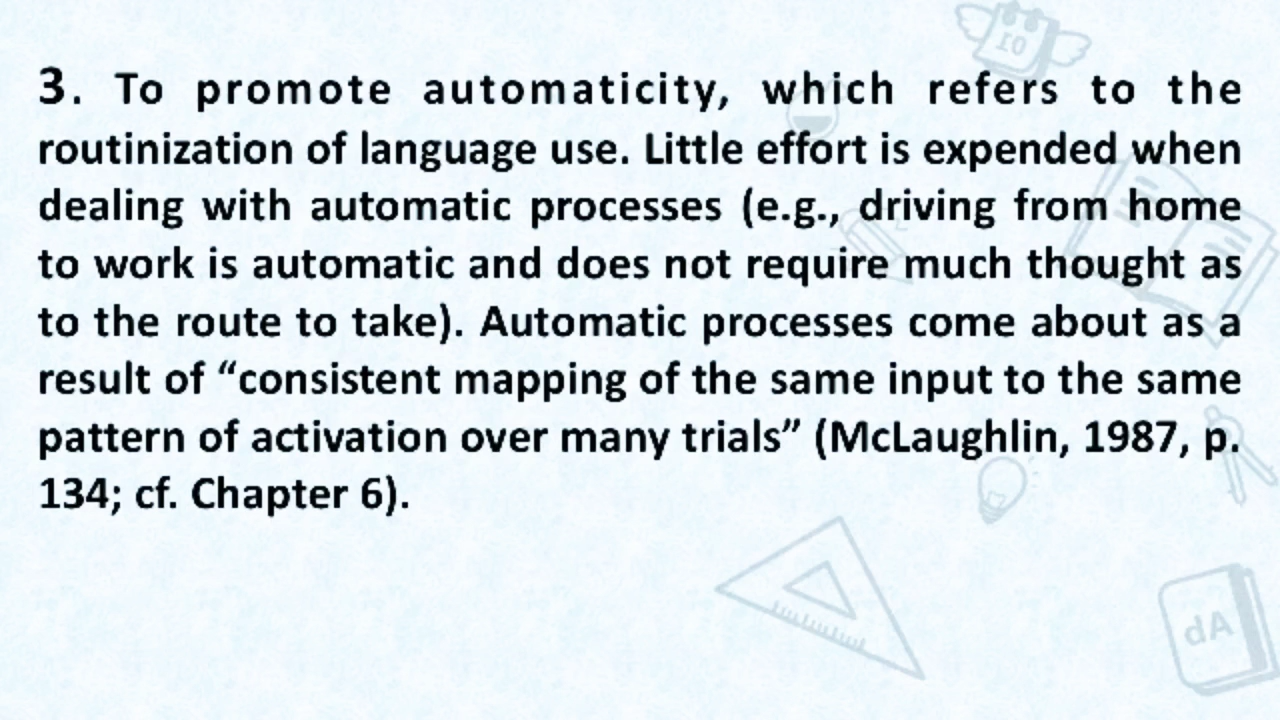 3. To promote automaticity, which refers to the
routinization of language use. Little effort is expended when
dealing with automatic processes (e.g., driving from home
to work is automatic and does not require much thought as
to the route to take). Automatic processes come about as a
result of “consistent mapping of the same input to the same
pattern of activation over many trials” (McLaughlin, 1987, p.
134; cf. Chapter 6).